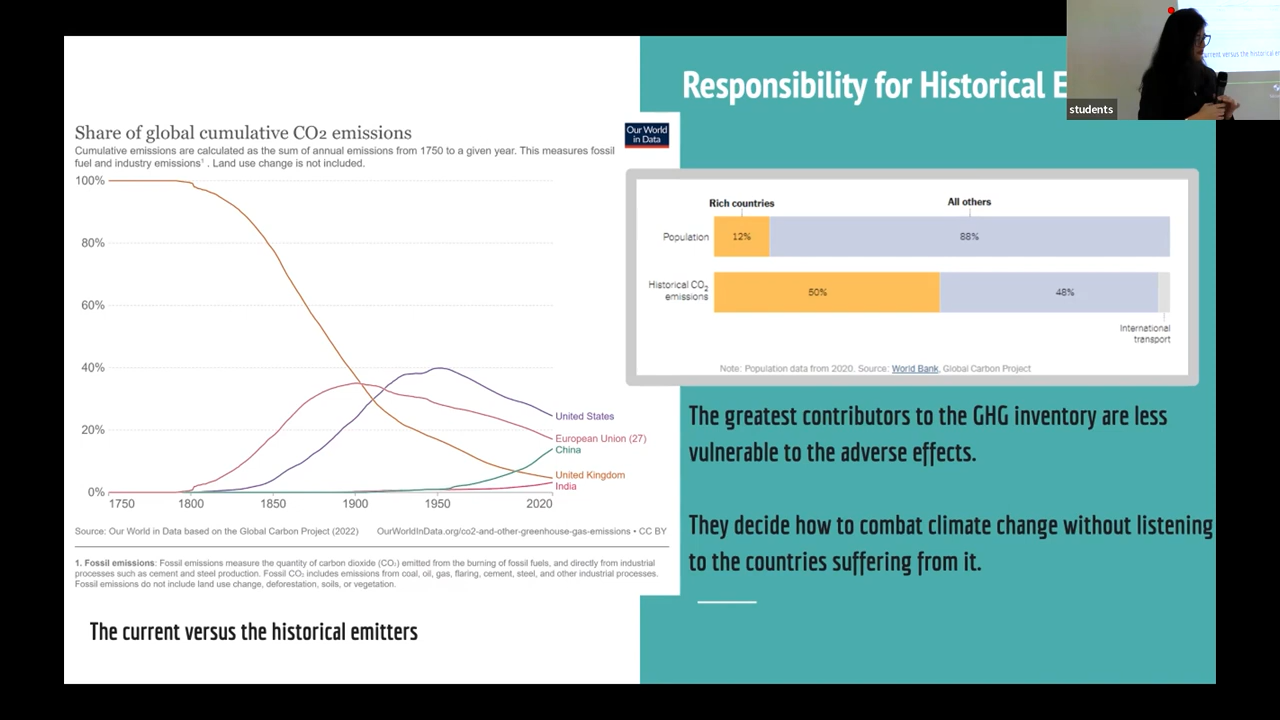 Responsibility for Historical E
students
Share of global cumulative CO₂ emissions
Cumulative emissions are calculated as the sum of annual emissions from 1750 to a given year. This measures fossil
fuel and industry emissions¹ . Land use change is not included.
Our World
in Data
100%
80%
60%
40%
20%
0%
1750
1800
1850
1900
1950
2020
United States
European Union (27)
China
United Kingdom
India
Source: Our World in Data based on the Global Carbon Project (2022)
OurWorldInData.org/co2-and-other-greenhouse-gas-emissions • CC BY
1. Fossil emissions: Fossil emissions measure the quantity of carbon dioxide (CO₂) emitted from the burning of fossil fuels, and directly from industrial
processes such as cement and steel production. Fossil CO₂ includes emissions from coal, oil, gas, flaring, cement, steel, and other industrial processes.
Fossil emissions do not include land use change, deforestation, soils, or vegetation.
The current versus the historical emitters
Rich countries
All others
Population
12%
88%
Historical CO₂
emissions
50%
48%
International
transport
Note: Population data from 2020. Source: World Bank, Global Carbon Project
The greatest contributors to the GHG inventory are less
vulnerable to the adverse effects.
They decide how to combat climate change without listening
to the countries suffering from it.